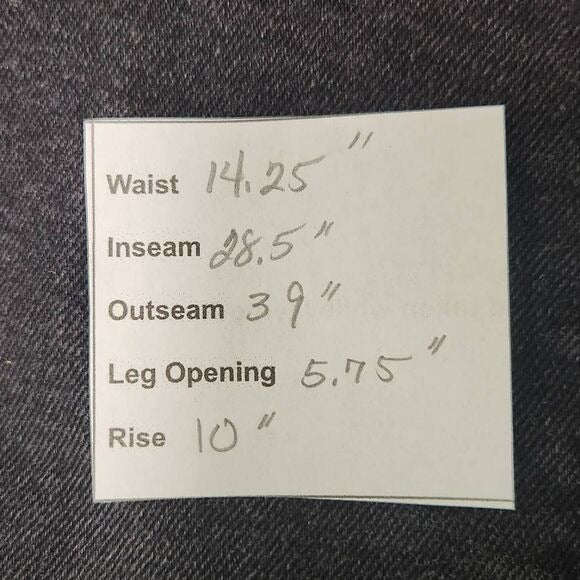 Waist 14.25"
Inseam 28.5"
Outseam 39"
Leg Opening 5.75"
Rise 10"